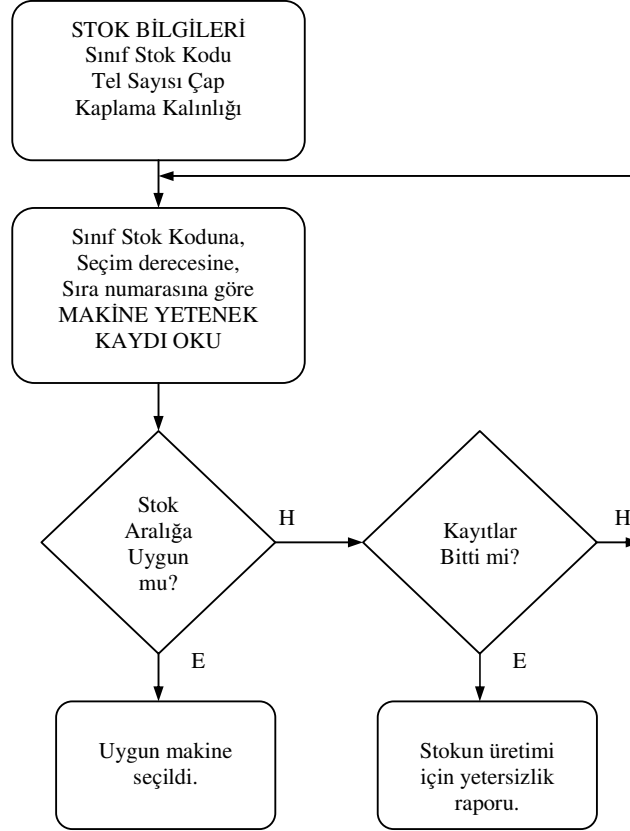 STOK BİLGİLERİ
Sınıf Stok Kodu
Tel Sayısı Çap
Kaplama Kalınlığı
Sınıf Stok Koduna,
Seçim derecesine,
Sıra numarasına göre
MAKİNE YETENEK
KAYDI OKU
Stok
Aralığa
Uygun
mu?
H
Kayıtlar
Bitti mi?
H
E
E
Uygun makine
seçildi.
Stokun üretimi
için yetersizlik
raporu.